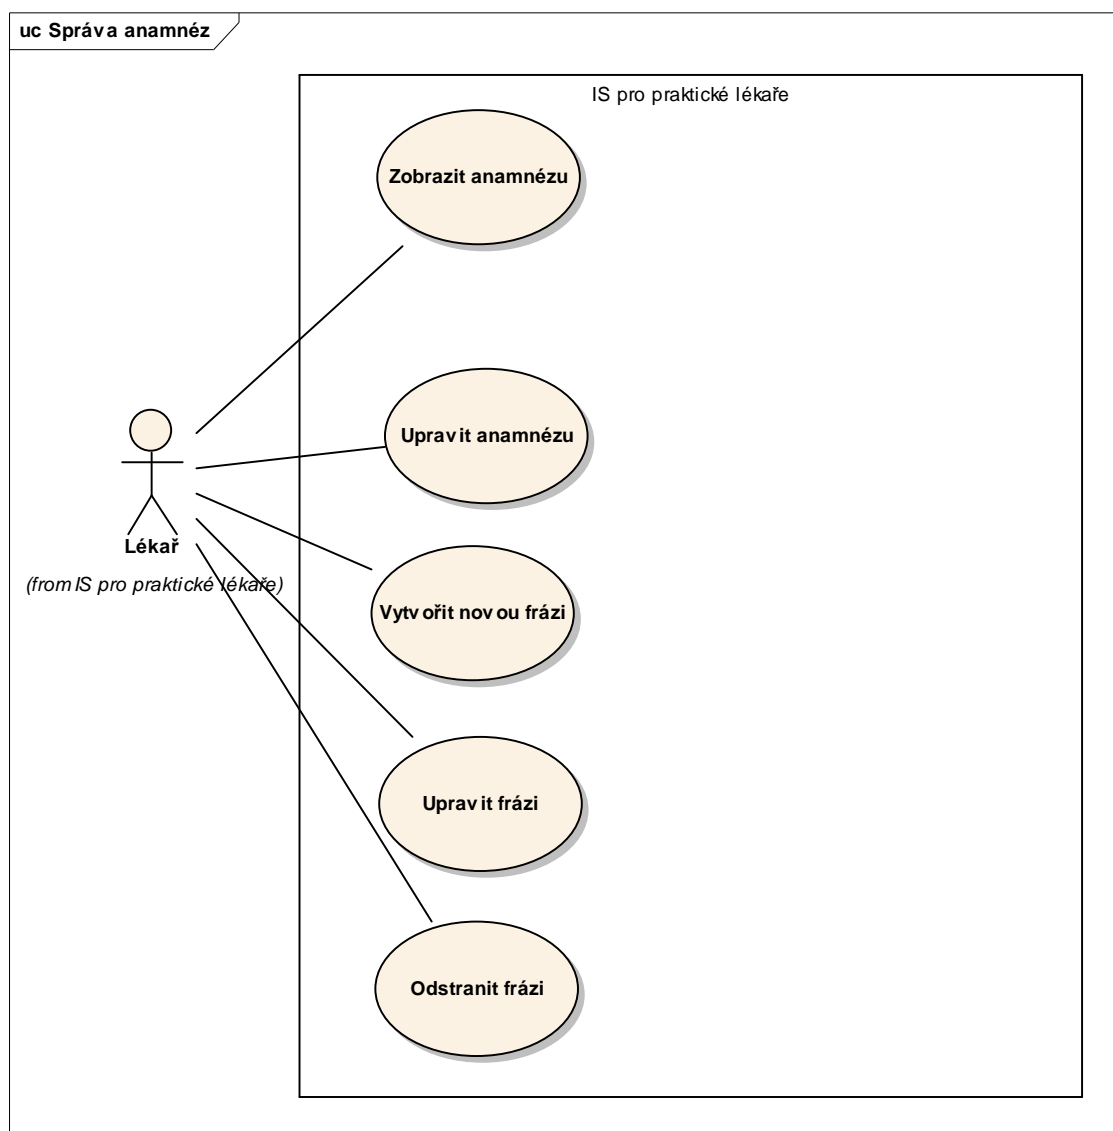 uc Správa anamnéz
IS pro praktické lékaře
Zobrazit anamnézu
Upravit anamnézu
Lékař
(from IS pro praktické lékaře)
Vytvořit novou frázi
Upravit frázi
Odstranit frázi